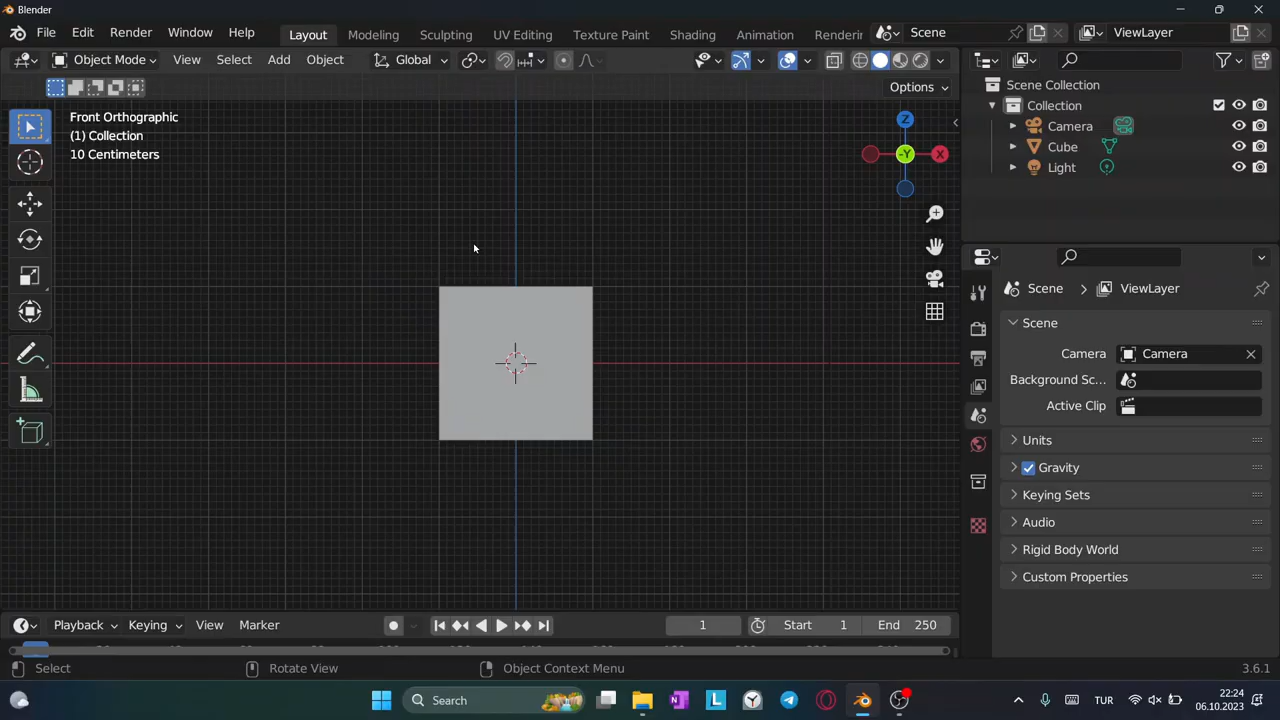 Blender
File Edit Render Window Help Layout Modeling Sculpting UV Editing Texture Paint Shading Animation Renderin Scene ViewLayer
Object Mode View Select Add Object Global
Options
Front Orthographic
(1) Collection
10 Centimeters
Z
-Y
X
Scene Collection
Collection
Camera
Cube
Light
Scene ViewLayer
Scene
Camera Camera
Background Sc...
Active Clip
Units
Gravity
Keying Sets
Audio
Rigid Body World
Custom Properties
Playback Keying View Marker 1 Start 1 End 250
Select Rotate View Object Context Menu 3.6.1
Search TUR 22:24
06.10.2023